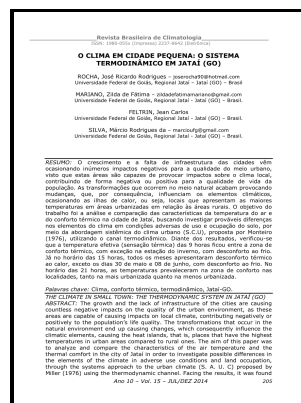 Revista Brasileira de Climatologia
ISSN: 1980-055x (Impressa) 2237-8642 (Eletrônica)
O CLIMA EM CIDADE PEQUENA: O SISTEMA
TERMODINÂMICO EM JATAÍ (GO)
ROCHA, José Ricardo Rodrigues – joserocha90@hotmail.com
Universidade Federal de Goiás, Regional - Jataí (GO) – Brasil.
MARIANO, Zilda de Fátima – zildadefatimamariano@gmail.com
Universidade Federal de Goiás, Regional Jataí - Jataí (GO) – Brasil.
FELTRIN, Jean Carlos
Universidade Federal de Goiás, Regional Jataí - Jataí (GO) – Brasil.
SILVA, Márcio Rodrigues da – marcioufg@gmail.com
Universidade Federal de Goiás, Regional Jataí - Jataí (GO) – Brasil.
RESUMO: O crescimento e a falta de infraestrutura das cidades vêm
ocasionando inúmeros impactos negativos para a qualidade do meio urbano,
visto que estas áreas são capazes de provocar impactos sobre o clima local,
contribuindo de forma negativa ou positiva para a qualidade de vida da
população. As transformações que ocorrem no meio natural acabam provocando
mudanças, que, por consequência, influenciam os elementos climáticos,
ocasionando as ilhas de calor, ou seja, locais que apresentam as maiores
temperaturas em áreas urbanizadas em relação às áreas rurais. O objetivo do
trabalho foi a análise e comparação das características da temperatura do ar e
do conforto térmico na cidade de Jataí, buscando investigar prováveis diferenças
nos elementos do clima em condições adversas de uso e ocupação do solo, por
meio da abordagem sistêmica do clima urbano (S.C.U), proposta por Monteiro
(1976), utilizando o canal termodinâmico. Diante dos resultados, verificou-se
que a temperatura efetiva (sensação térmica) das 9 horas ficou entre a zona de
conforto térmico, com exceção na estação do inverno, com desconforto ao frio.
Já no horário das 15 horas, todos os meses apresentaram desconforto térmico
ao calor, exceto os dias 30 de maio e 08 de junho, com desconforto ao frio. No
horário das 21 horas, as temperaturas prevaleceram na zona de conforto nas
localidades, tanto na mais urbanizada quanto na menos urbanizada.
Palavras chave: Clima, conforto térmico, termodinâmico, Jataí-GO.
THE CLIMATE IN SMALL TOWN: THE THERMODYNAMIC SYSTEM IN JATAÍ (GO)
ABSTRACT: The growth and the lack of infrastructure of the cities are causing
countless negative impacts on the quality of the urban environment, as these
areas are capable of causing impacts on local climate, contributing negatively or
positively to the population's life quality. The transformations that occur in the
natural environment end up causing changes, which consequently influence the
climatic elements, causing the heat islands, that is, places that have the highest
temperatures in urban areas compared to rural ones. The aim of this paper was
to analyze and compare the characteristics of the air temperature and the
thermal comfort in the city of Jataí in order to investigate possible differences in
the elements of the climate in adverse use conditions and land occupation,
through the systems approach to the urban climate (S. A. U. C) proposed by
Miller (1976) using the thermodynamic channel. Facing the results, it was found
Ano 10 – Vol. 15 – JUL/DEZ 2014
205